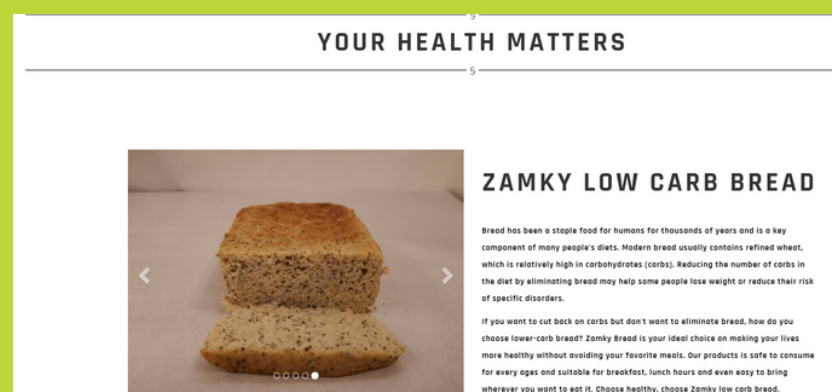 §
YOUR HEALTH MATTERS
§
ZAMKY LOW CARB BREAD
Bread has been a staple food for humans for thousands of years and is a key
component of many people's diets. Modern bread usually contains refined wheat,
which is relatively high in carbohydrates (carbs). Reducing the number of carbs in
the diet by eliminating bread may help some people lose weight or reduce their risk
of specific disorders.
If you want to cut back on carbs but don't want to eliminate bread, how do you
choose lower-carb bread? Zamky Bread is your ideal choice on making your lives
more healthy without avoiding your favorite meals. Our products is safe to consume
for every ages and suitable for breakfast, lunch hours and even easy to bring
wherever you want to eat it. Choose healthy, choose Zamky low carb bread.